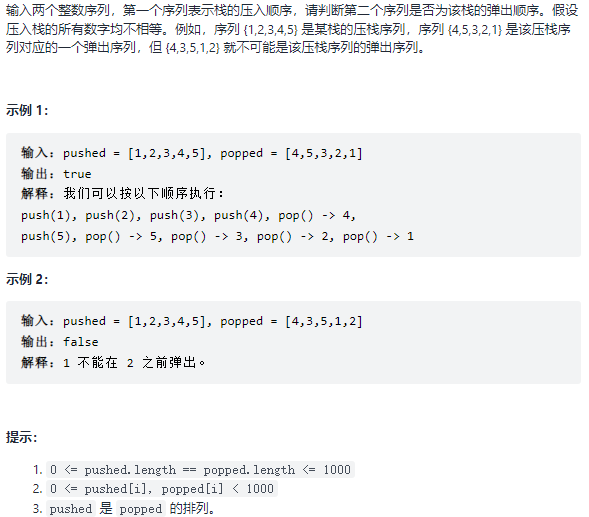 输入两个整数序列，第一个序列表示栈的压入顺序，请判断第二个序列是否为该栈的弹出顺序。假设
压入栈的所有数字均不相等。例如，序列 {1,2,3,4,5} 是某栈的压栈序列，序列 {4,5,3,2,1} 是该压栈序
列对应的一个弹出序列，但 {4,3,5,1,2} 就不可能是该压栈序列的弹出序列。
示例 1：
输入：pushed = [1,2,3,4,5], popped = [4,5,3,2,1]
输出：true
解释：我们可以按以下顺序执行：
push(1), push(2), push(3), push(4), pop() -> 4,
push(5), pop() -> 5, pop() -> 3, pop() -> 2, pop() -> 1
示例 2：
输入：pushed = [1,2,3,4,5], popped = [4,3,5,1,2]
输出：false
解释：1 不能在 2 之前弹出。
提示：
1. 0 <= pushed.length == popped.length <= 1000
2. 0 <= pushed[i], popped[i] < 1000
3. pushed 是 popped 的排列。